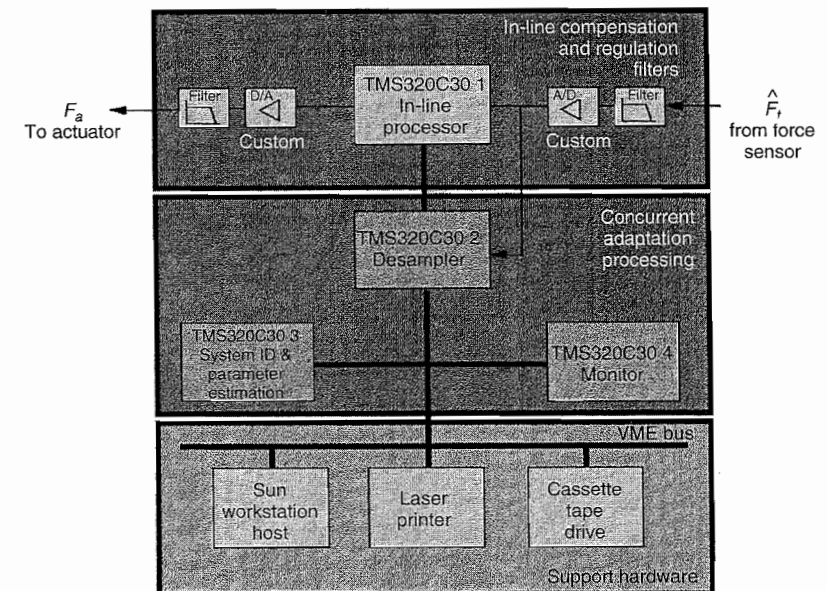 In-line compensation
and regulation
filters
F_a
To actuator
Filter
D/A
Custom
TMS320C30 1
In-line
processor
A/D
Custom
Filter
F̂_t
from force
sensor
TMS320C30 2
Desampler
Concurrent
adaptation
processing
TMS320C30 3
System ID &
parameter
estimation
TMS320C30 4
Monitor
VME bus
Sun
workstation
host
Laser
printer
Cassette
tape
drive
Support hardware